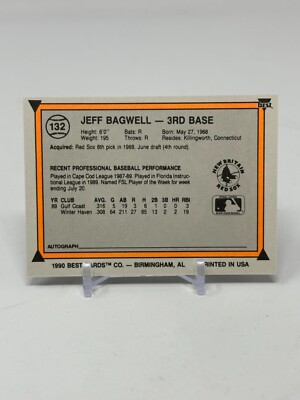 BEST
132
JEFF BAGWELL — 3RD BASE
Height: 6'0" Bats: R Born: May 27, 1968
Weight: 195 Throws: R Resides: Killingworth, Connecticut
Acquired: Red Sox 6th pick in 1989, June draft (4th round).
RECENT PROFESSIONAL BASEBALL PERFORMANCE
Played in Cape Cod League 1987-89. Played in Florida Instructional League in 1989. Named FSL Player of the Week for week ending July 20.
NEW BRITAIN
RED SOX
YR CLUB AB R H 2B 3B HR RBI
89 Gulf Coast 316 5 19 3 1 0 3
Winter Haven 308 64 211 27 65 13 2 2 19
AUTOGRAPH
1990 BEST CARDS™ CO. — BIRMINGHAM, AL PRINTED IN USA